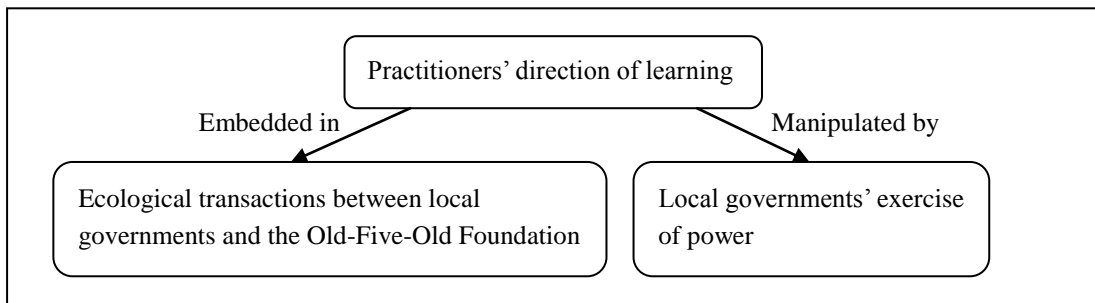 Practitioners’ direction of learning
Embedded in
Manipulated by
Ecological transactions between local
governments and the Old-Five-Old Foundation
Local governments’ exercise
of power